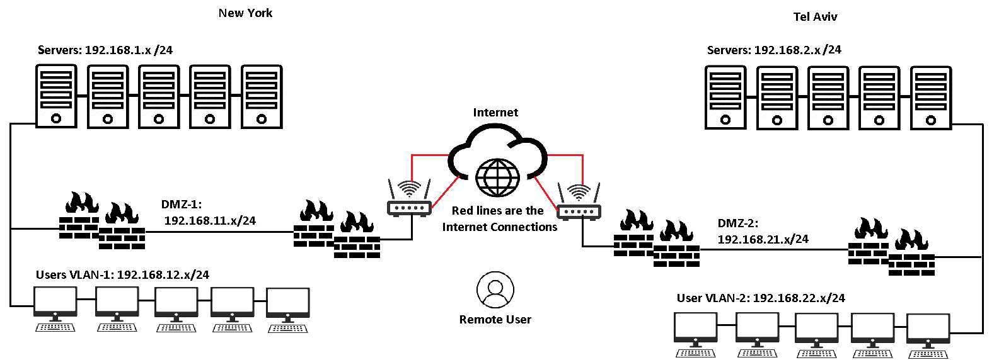 New York
Tel Aviv
Servers: 192.168.1.x /24
Servers: 192.168.2.x /24
Internet
DMZ-1:
192.168.11.x/24
Red lines are the
Internet Connections
DMZ-2:
192.168.21.x/24
Users VLAN-1: 192.168.12.x/24
User VLAN-2: 192.168.22.x/24
Remote User